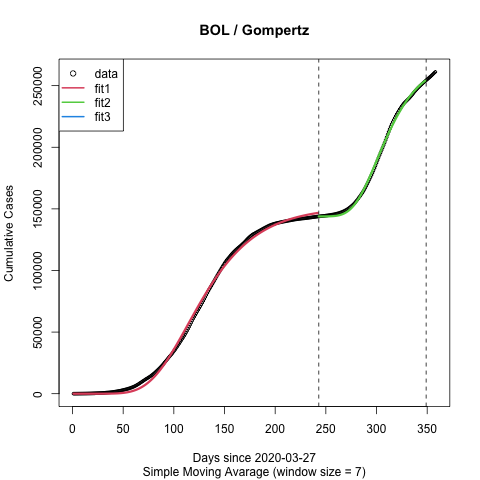 BOL / Gompertz
data
fit1
fit2
fit3
Cumulative Cases
0
50000
100000
150000
200000
250000
0 50 100 150 200 250 300 350
Days since 2020-03-27
Simple Moving Avarage (window size = 7)